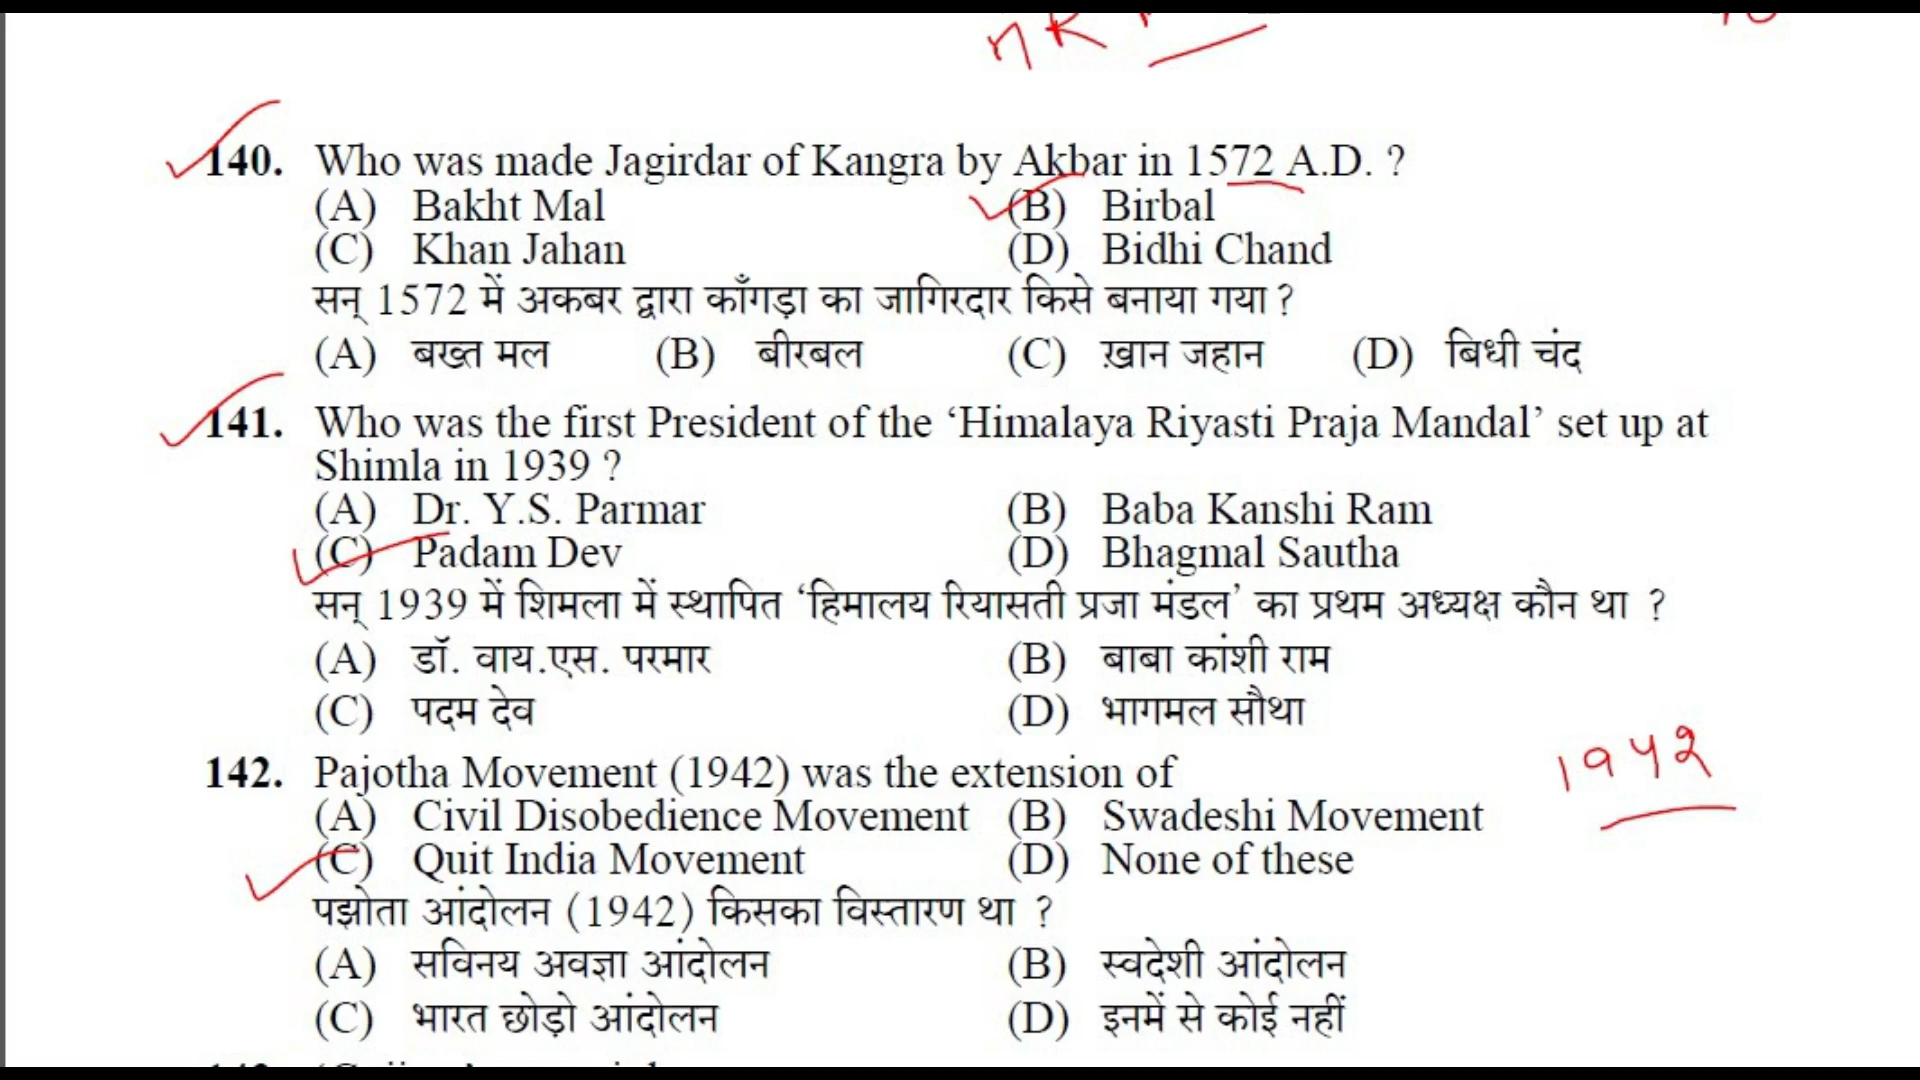 140. Who was made Jagirdar of Kangra by Akbar in 1572 A.D. ?
(A) Bakht Mal (B) Birbal
(C) Khan Jahan (D) Bidhi Chand
सन् 1572 में अकबर द्वारा काँगड़ा का जागिरदार किसे बनाया गया ?
(A) बख्त मल (B) बीरबल (C) ख़ान जहान (D) बिधी चंद
141. Who was the first President of the ‘Himalaya Riyasti Praja Mandal’ set up at
Shimla in 1939 ?
(A) Dr. Y.S. Parmar (B) Baba Kanshi Ram
(C) Padam Dev (D) Bhagmal Sautha
सन् 1939 में शिमला में स्थापित ‘हिमालय रियासती प्रजा मंडल’ का प्रथम अध्यक्ष कौन था ?
(A) डॉ. वाय.एस. परमार (B) बाबा कांशी राम
(C) पदम देव (D) भागमल सौथा
142. Pajotha Movement (1942) was the extension of
1942
(A) Civil Disobedience Movement (B) Swadeshi Movement
(C) Quit India Movement (D) None of these
पझोता आंदोलन (1942) किसका विस्तारण था ?
(A) सविनय अवज्ञा आंदोलन (B) स्वदेशी आंदोलन
(C) भारत छोड़ो आंदोलन (D) इनमें से कोई नहीं